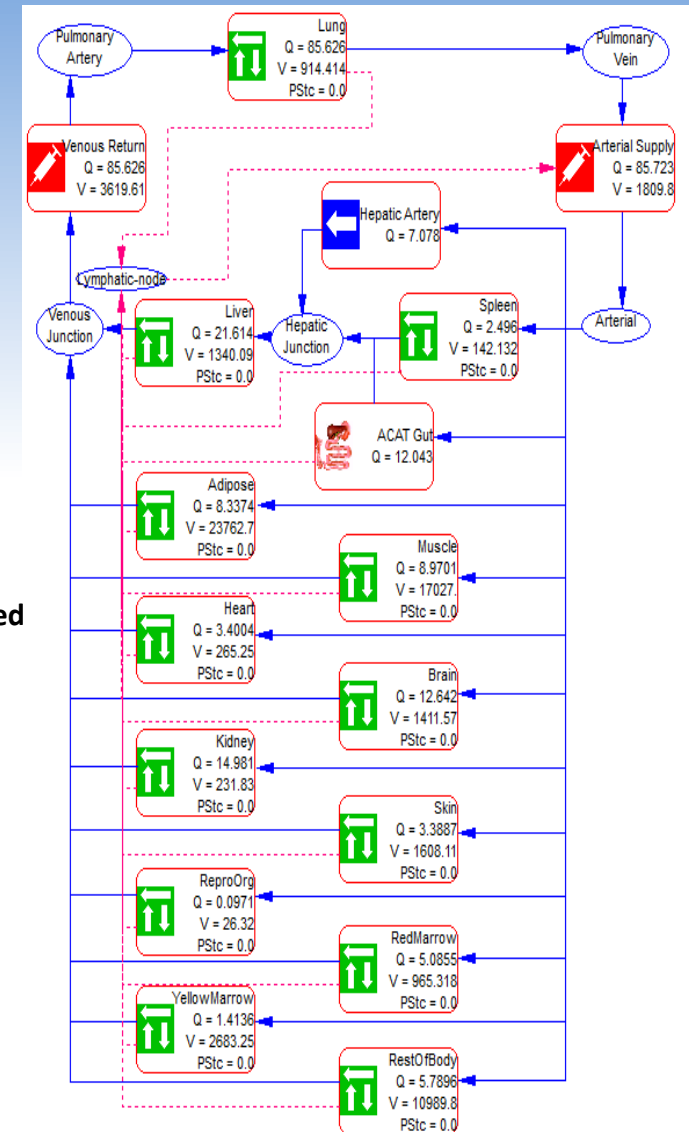 Pulmonary
Artery
Lung
Q = 85.626
V = 914.414
PStc = 0.0
Pulmonary
Vein
Venous Return
Q = 85.626
V = 3619.61
Arterial Supply
Q = 85.723
V = 1809.8
Hepatic Artery
Q = 7.078
Lymphatic-node
Venous
Junction
Liver
Q = 21.614
V = 1340.09
PStc = 0.0
Hepatic
Junction
Spleen
Q = 2.496
V = 142.132
PStc = 0.0
Arterial
ACAT Gut
Q = 12.043
Adipose
Q = 8.3374
V = 23762.7
PStc = 0.0
Muscle
Q = 8.9701
V = 17027.
PStc = 0.0
ed
Heart
Q = 3.4004
V = 265.25
PStc = 0.0
Brain
Q = 12.642
V = 1411.57
PStc = 0.0
Kidney
Q = 14.981
V = 231.83
PStc = 0.0
Skin
Q = 3.3887
V = 1608.11
PStc = 0.0
ReproOrg
Q = 0.0971
V = 26.32
PStc = 0.0
RedMarrow
Q = 5.0855
V = 965.318
PStc = 0.0
YellowMarrow
Q = 1.4136
V = 2683.25
PStc = 0.0
RestOfBody
Q = 5.7896
V = 10989.8
PStc = 0.0